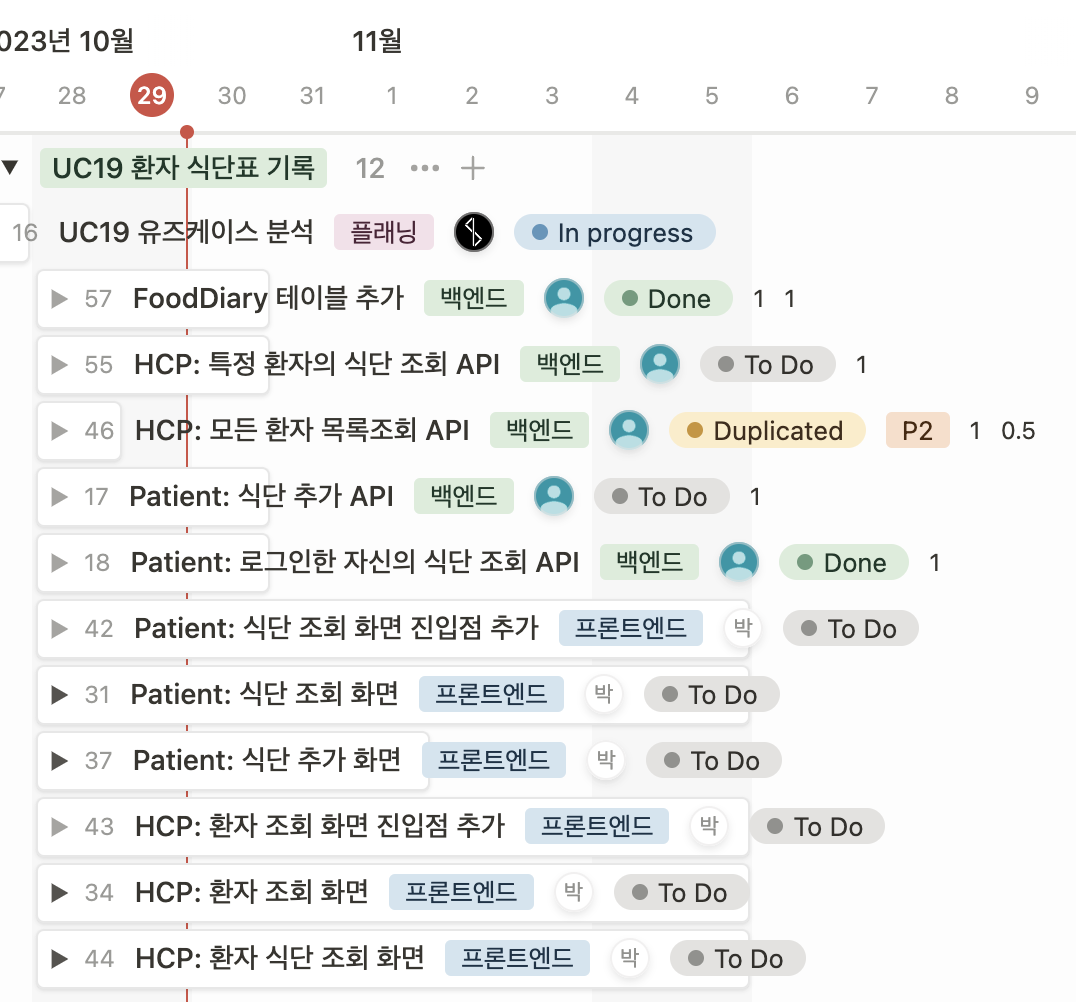 023년 10월 11월
7 28 29 30 31 1 2 3 4 5 6 7 8 9
UC19 환자 식단표 기록 12
16 UC19 유즈케이스 분석 플래닝 In progress
57 FoodDiary 테이블 추가 백엔드 Done 1 1
55 HCP: 특정 환자의 식단 조회 API 백엔드 To Do 1
46 HCP: 모든 환자 목록조회 API 백엔드 Duplicated P2 1 0.5
17 Patient: 식단 추가 API 백엔드 To Do 1
18 Patient: 로그인한 자신의 식단 조회 API 백엔드 Done 1
42 Patient: 식단 조회 화면 진입점 추가 프론트엔드 박 To Do
31 Patient: 식단 조회 화면 프론트엔드 박 To Do
37 Patient: 식단 추가 화면 프론트엔드 박 To Do
43 HCP: 환자 조회 화면 진입점 추가 프론트엔드 박 To Do
34 HCP: 환자 조회 화면 프론트엔드 박 To Do
44 HCP: 환자 식단 조회 화면 프론트엔드 박 To Do